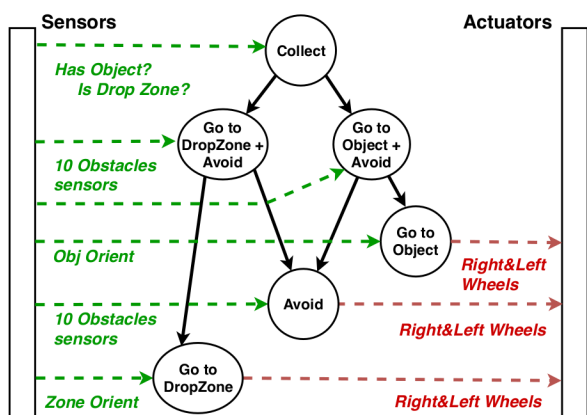 Sensors
Actuators
Collect
Has Object?
Is Drop Zone?
Go to
DropZone +
Avoid
Go to
Object +
Avoid
10 Obstacles
sensors
Go to
Object
Obj Orient
Right&Left
Wheels
Avoid
10 Obstacles
sensors
Right&Left Wheels
Go to
DropZone
Zone Orient
Right&Left Wheels